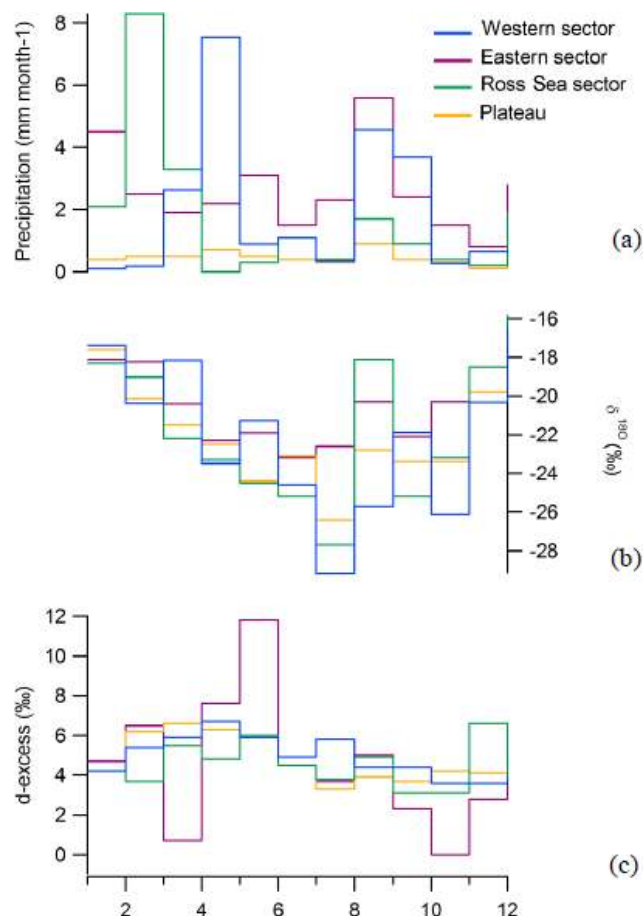 Precipitation (mm month-1)
8
6
4
2
0
Western sector
Eastern sector
Ross Sea sector
Plateau
(a)
-16
-18
-20
-22
-24
-26
-28
δ 18O (‰)
(b)
d-excess (‰)
12
10
8
6
4
2
0
(c)
2
4
6
8
10
12